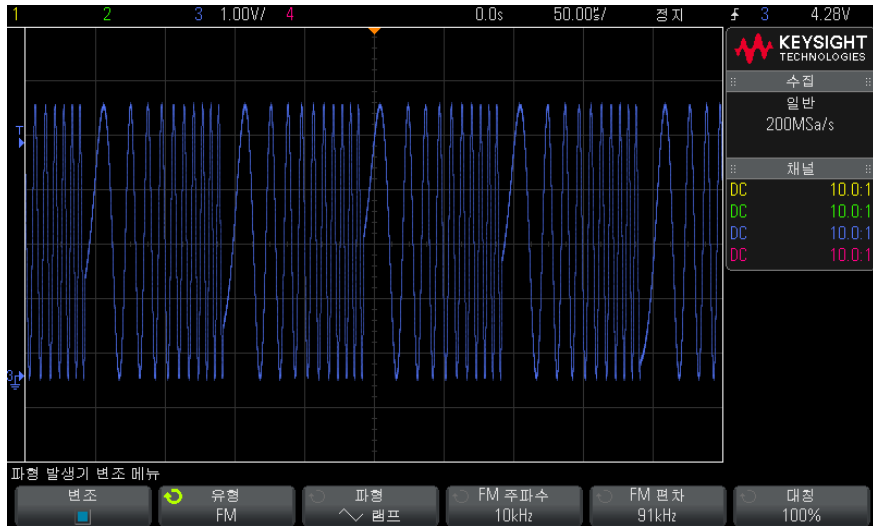 1 2 3 1.00V/ 4 0.0s 50.00㎲/ 정지 3 4.28V
KEYSIGHT
TECHNOLOGIES
수집
일반
200MSa/s
채널
DC 10.0:1
DC 10.0:1
DC 10.0:1
DC 10.0:1
T
3
파형 발생기 변조 메뉴
변조 유형 파형 FM 주파수 FM 편차 대칭
FM 램프 10kHz 91kHz 100%